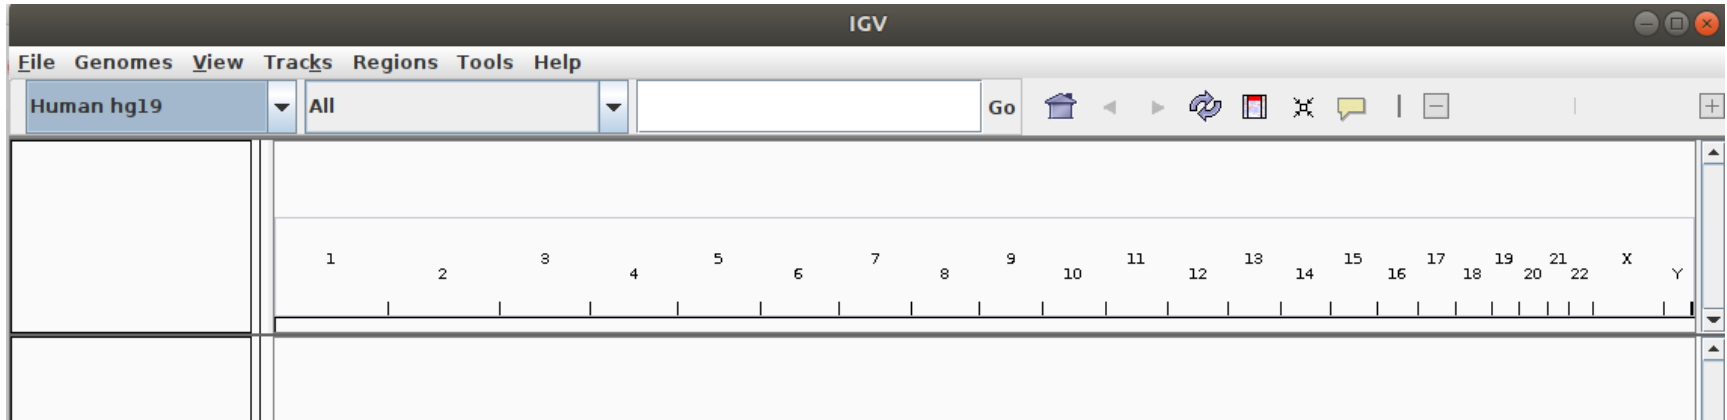 IGV
File Genomes View Tracks Regions Tools Help
Human hg19 All Go
1 3 5 7 9 11 13 15 17 19 21 X
2 4 6 8 10 12 14 16 18 20 22 Y